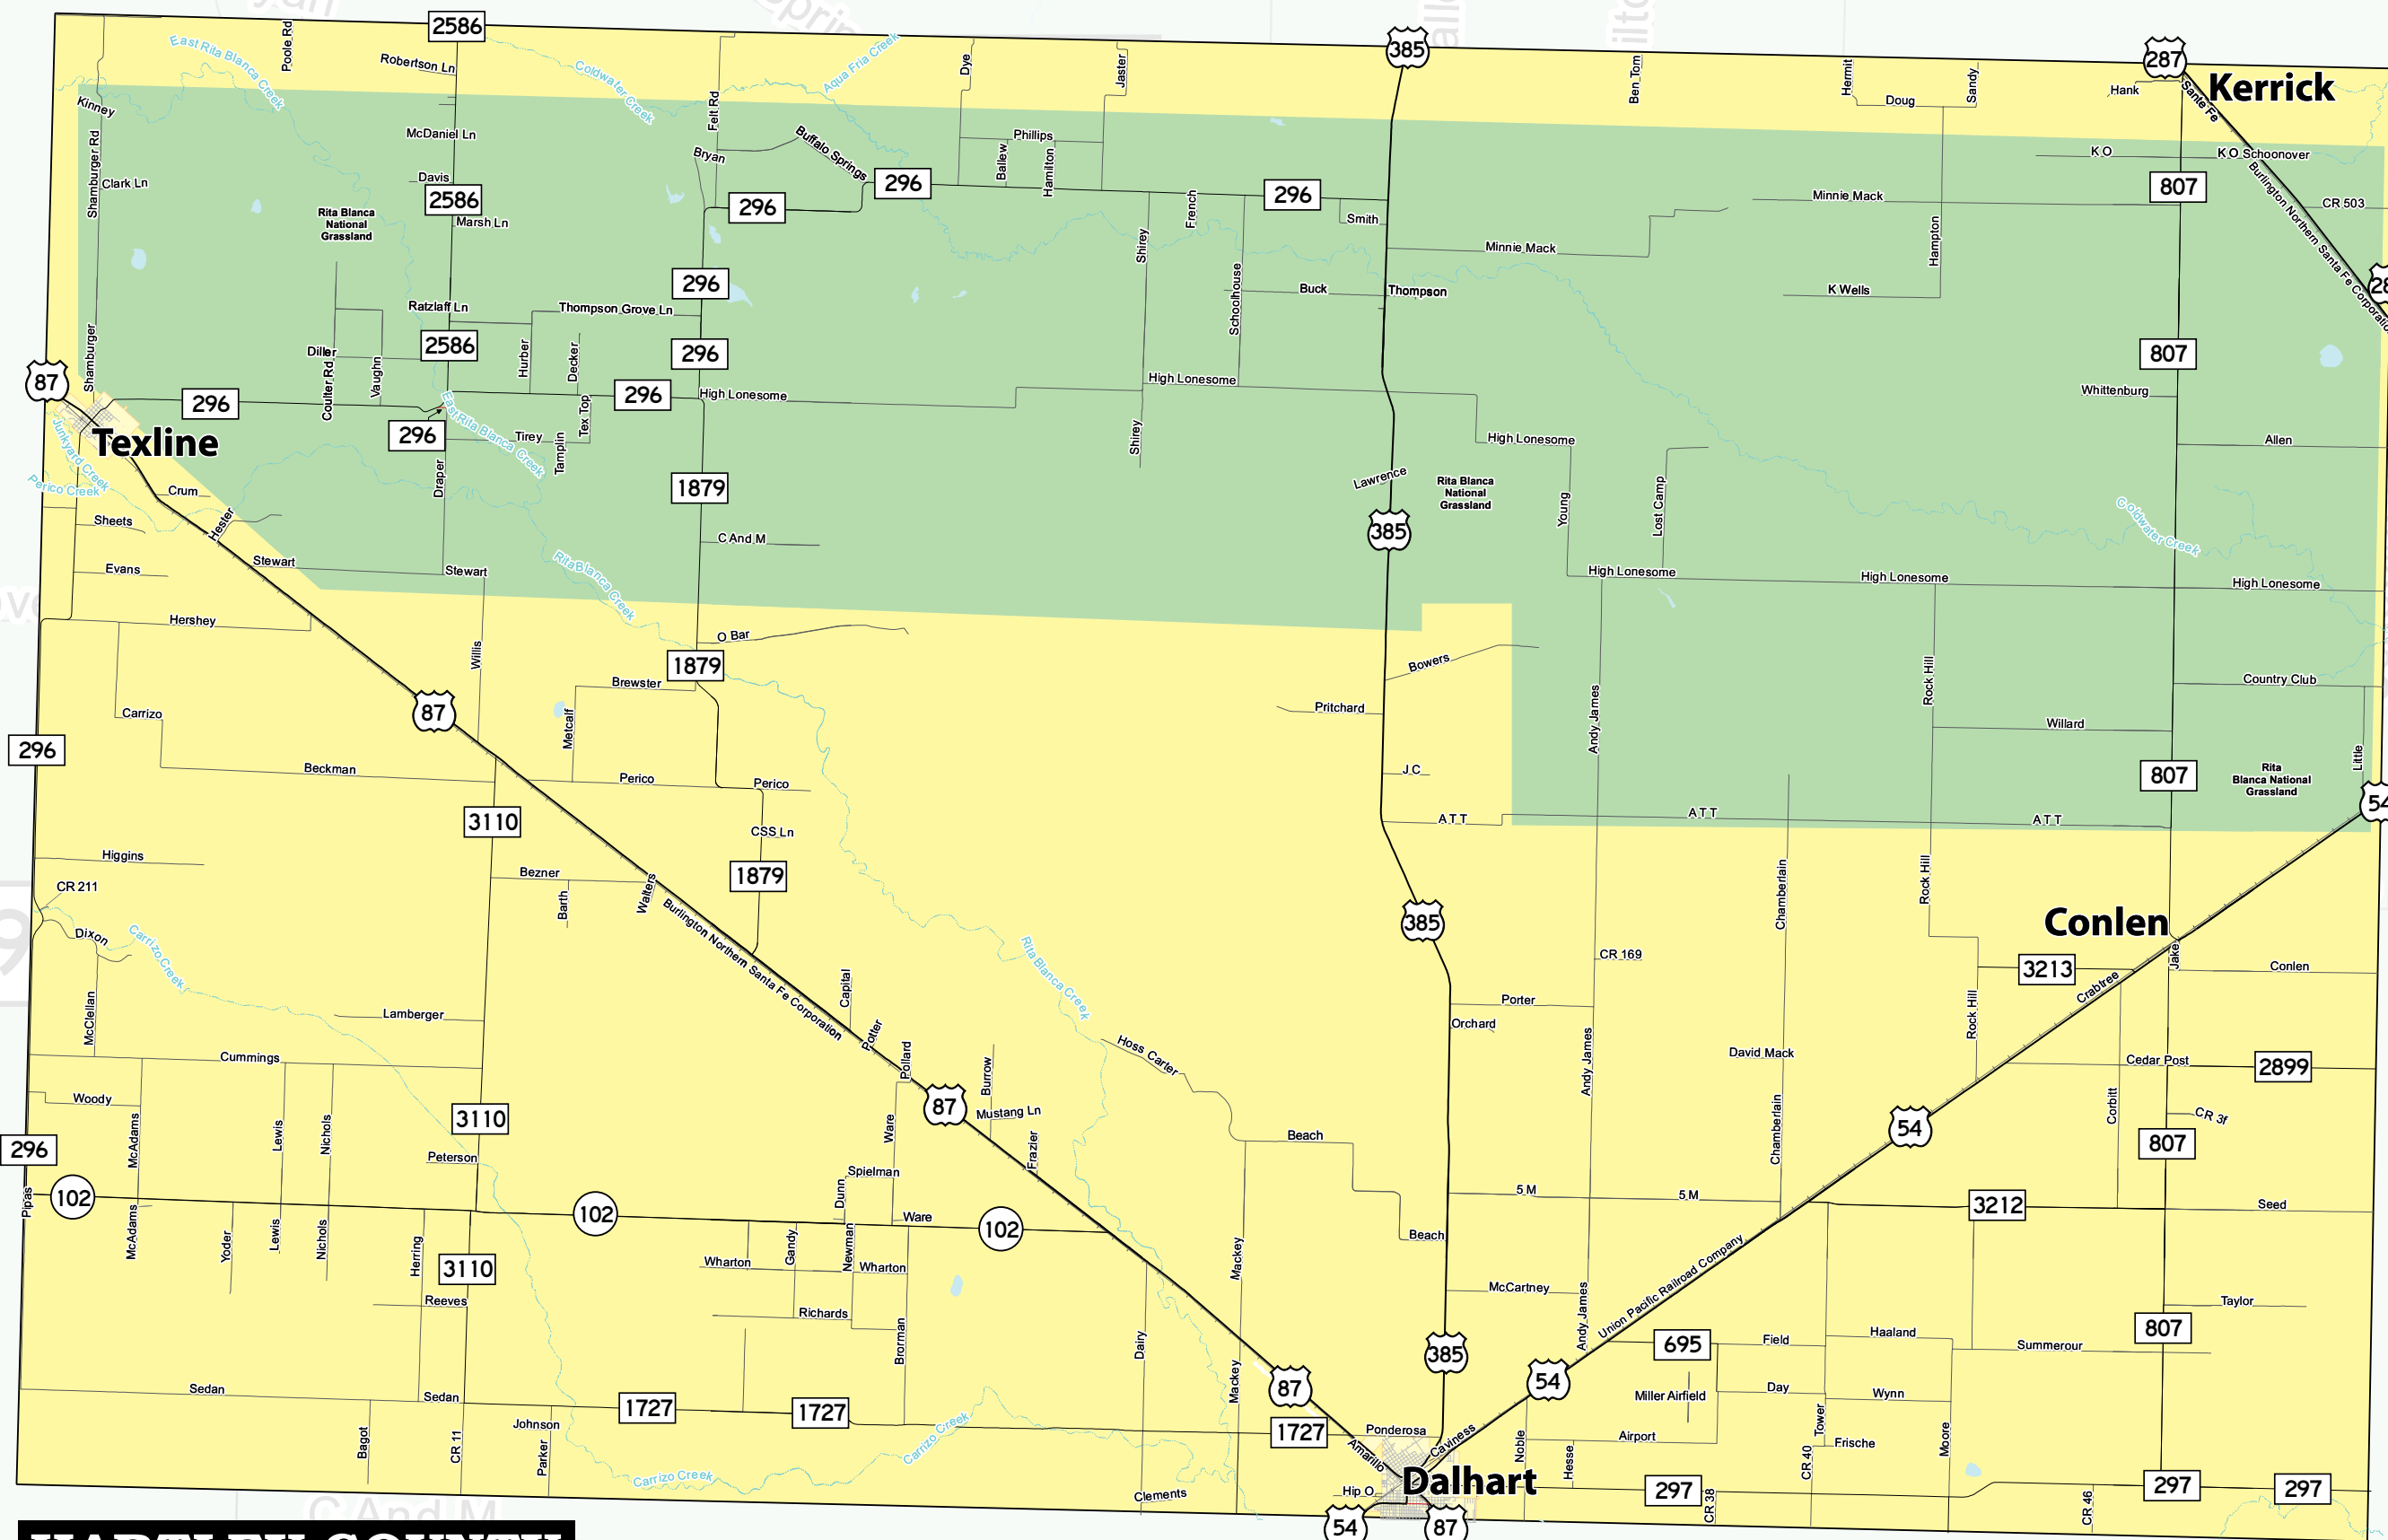 2586
385
287
Kerrick
Poole Rd
East Rita Blanca Creek
Robertson Ln
Coldwater Creek
Aqua Fria Creek
Dye
Jaster
Ben Tom
Hermit
Doug
Sandy
Hank
Sante Fe
Kinney
Felt Rd
McDaniel Ln
Buffalo Springs
Phillips
Ballew
Hamilton
Bryan
K O
K O Schoonover
Shamburger Rd
Clark Ln
Davis
2586
296
296
296
French
Smith
Minnie Mack
807
Burlington Northern Santa Fe Corporation
CR 503
Rita Blanca
National
Grassland
Marsh Ln
Shirey
Minnie Mack
Hampton
296
Schoolhouse
Buck
Thompson
K Wells
28
Ratzlaff Ln
Thompson Grove Ln
Shamburger
Diller
2586
Hurber
Decker
296
807
87
Coulter Rd
Vaughn
296
296
High Lonesome
High Lonesome
Whittenburg
Texline
296
East Rita Blanca Creek
Tirey
Tamplin
Tex Top
Shirey
High Lonesome
Allen
Junkyard Creek
Perico Creek
Crum
Draper
1879
Lawrence
Rita Blanca
National
Grassland
Young
Lost Camp
Coldwater Creek
Sheets
Hester
C And M
385
Evans
Stewart
Stewart
Rita Blanca Creek
High Lonesome
High Lonesome
High Lonesome
Hershey
Willis
O Bar
1879
Bowers
Rock Hill
Country Club
Brewster
Carrizo
87
Metcalf
Pritchard
Andy James
Willard
296
Beckman
Perico
Perico
J C
807
Rita
Blanca National
Grassland
Little
54
3110
CSS Ln
A T T
A T T
A T T
Higgins
Bezner
1879
CR 211
Barth
Walters
385
Chamberlain
Rock Hill
Conlen
Dixon
Carrizo Creek
Burlington Northern Santa Fe Corporation
Rita Blanca Creek
CR 169
3213
Jake
Conlen
Crabtree
Capital
McClellan
Lamberger
Potter
Porter
Orchard
Rock Hill
Cummings
Pollard
Hoss Carter
Andy James
David Mack
Cedar Post
2899
Burrow
Woody
87
Mustang Ln
3110
McAdams
Lewis
Nichols
Ware
Frazier
Beach
Chamberlain
54
Corbitt
CR 3f
807
296
Peterson
Spielman
Pipas
102
102
Dunn
Ware
102
5 M
5 M
3212
Seed
McAdams
Yoder
Lewis
Nichols
Herring
3110
Wharton
Gandy
Newman
Wharton
Mackey
Beach
Union Pacific Railroad Company
Reeves
Richards
McCartney
Andy James
Taylor
Brorman
Dairy
385
695
Field
Haaland
Summerour
807
Sedan
Sedan
1727
1727
Mackey
87
54
Miller Airfield
Day
Wynn
Johnson
Carrizo Creek
1727
Ponderosa
Caviness
Airport
Tower
Frische
Bagot
CR 11
Parker
Amarillo
Noble
Hesse
CR 40
Moore
Carrizo Creek
Clements
Hip O
Dalhart
297
CR 38
CR 46
297
297
54
87
C And M
HARTLEY COUNTY